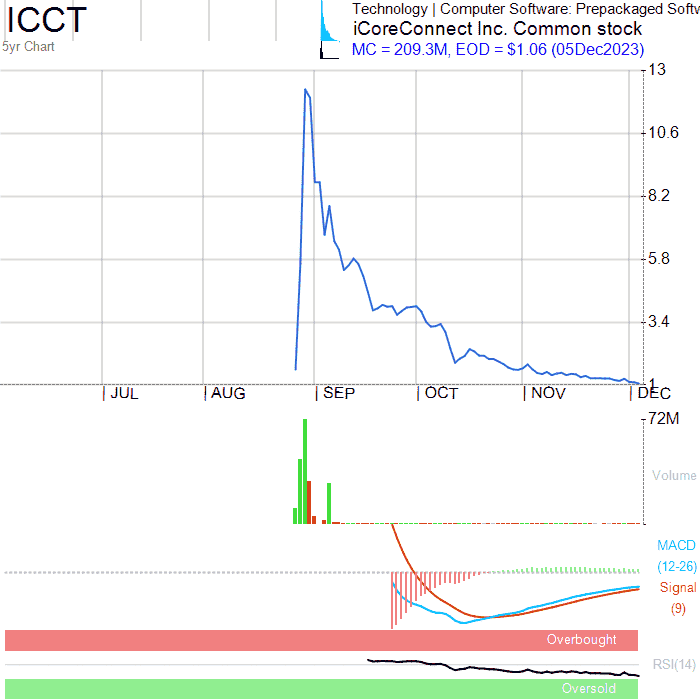 ICCT
5yr Chart
Technology | Computer Software: Prepackaged Softw
iCoreConnect Inc. Common stock
MC = 209.3M, EOD = $1.06 (05Dec2023)
13
10.6
8.2
5.8
3.4
1
JUL
AUG
SEP
OCT
NOV
DEC
72M
Volume
MACD
(12-26)
Signal
(9)
Overbought
RSI(14)
Oversold